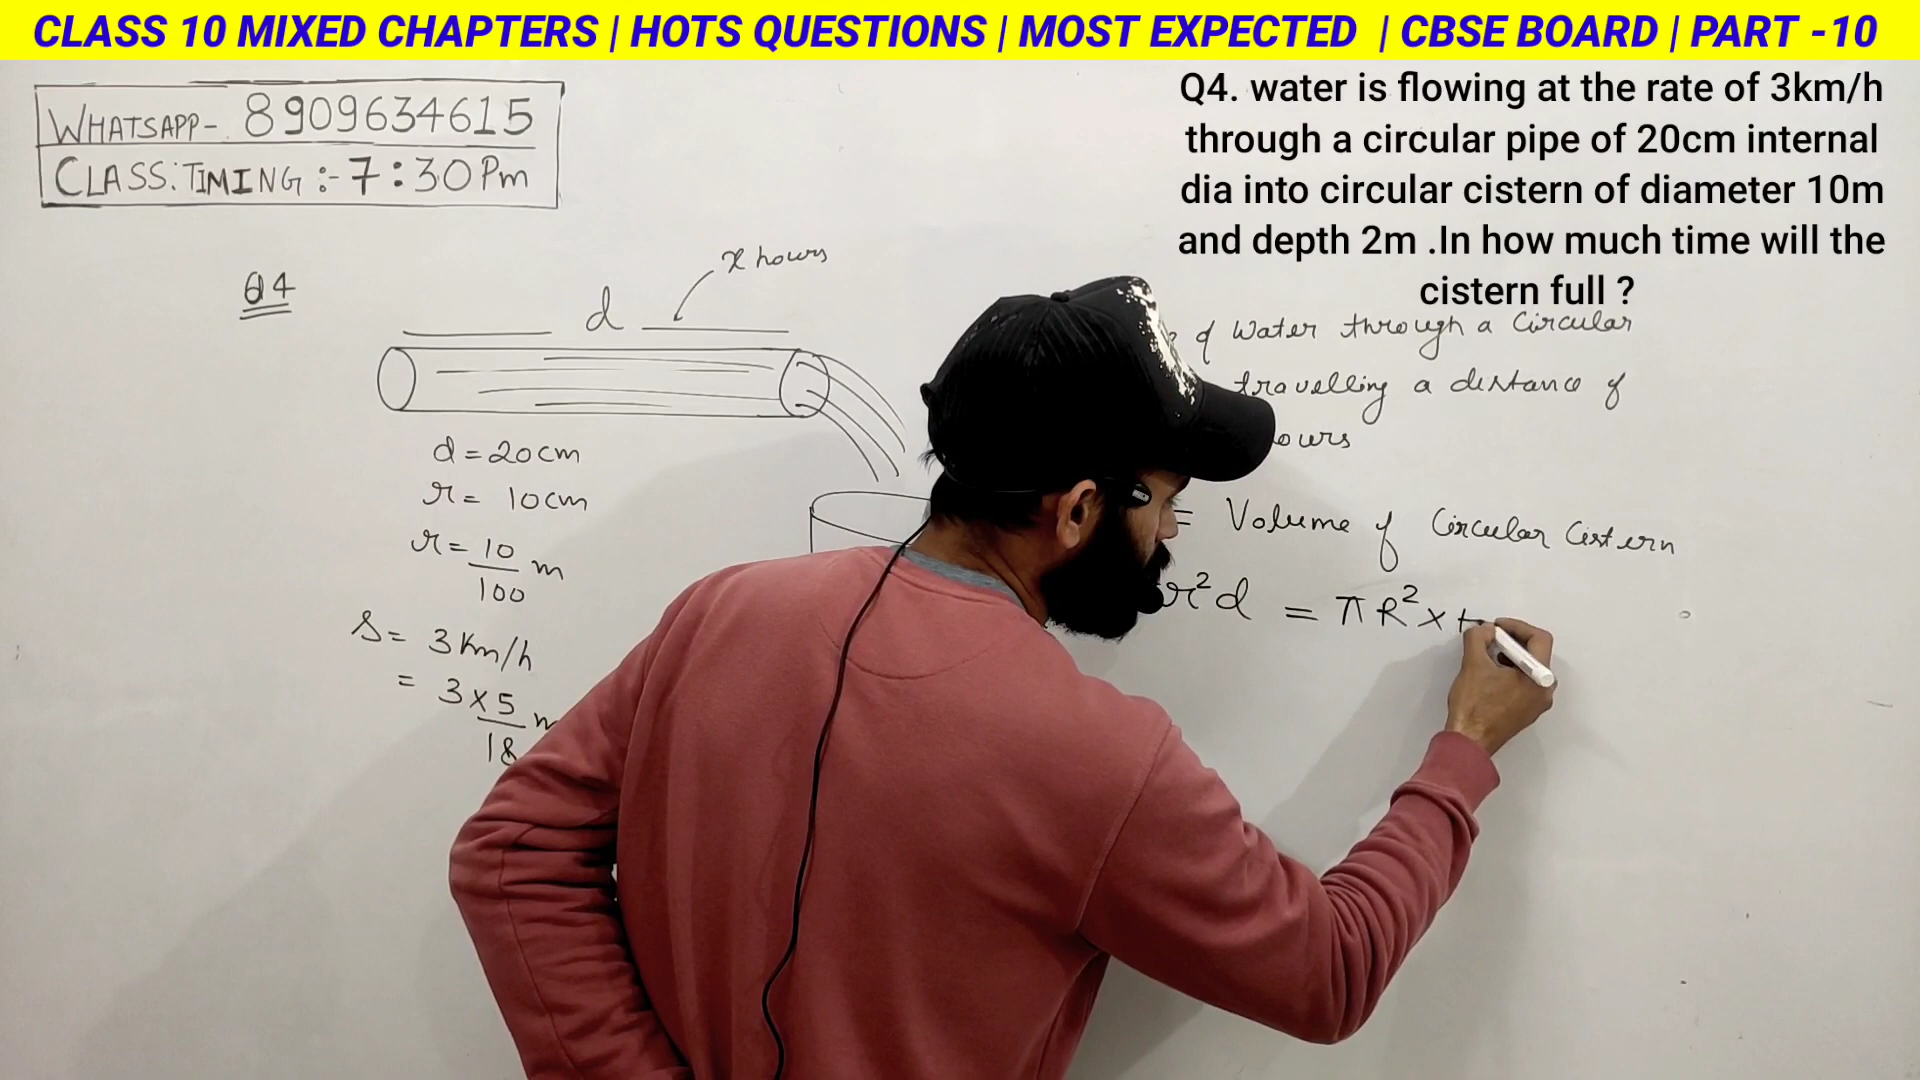 CLASS 10 MIXED CHAPTERS | HOTS QUESTIONS | MOST EXPECTED | CBSE BOARD | PART -10
WHATSAPP- 8909634615
CLASS: TIMING :- 7:30 Pm
Q4. water is flowing at the rate of 3km/h
through a circular pipe of 20cm internal
dia into circular cistern of diameter 10m
and depth 2m .In how much time will the
cistern full ?
Q4
x hours
d
of Water through a Circular
travelling a distance of
d = 20cm
r = 10cm
r = 10/100 m
S = 3 Km/h
= 3 x 5/18
= Volume of Circular Cistern
r²d = πR² x